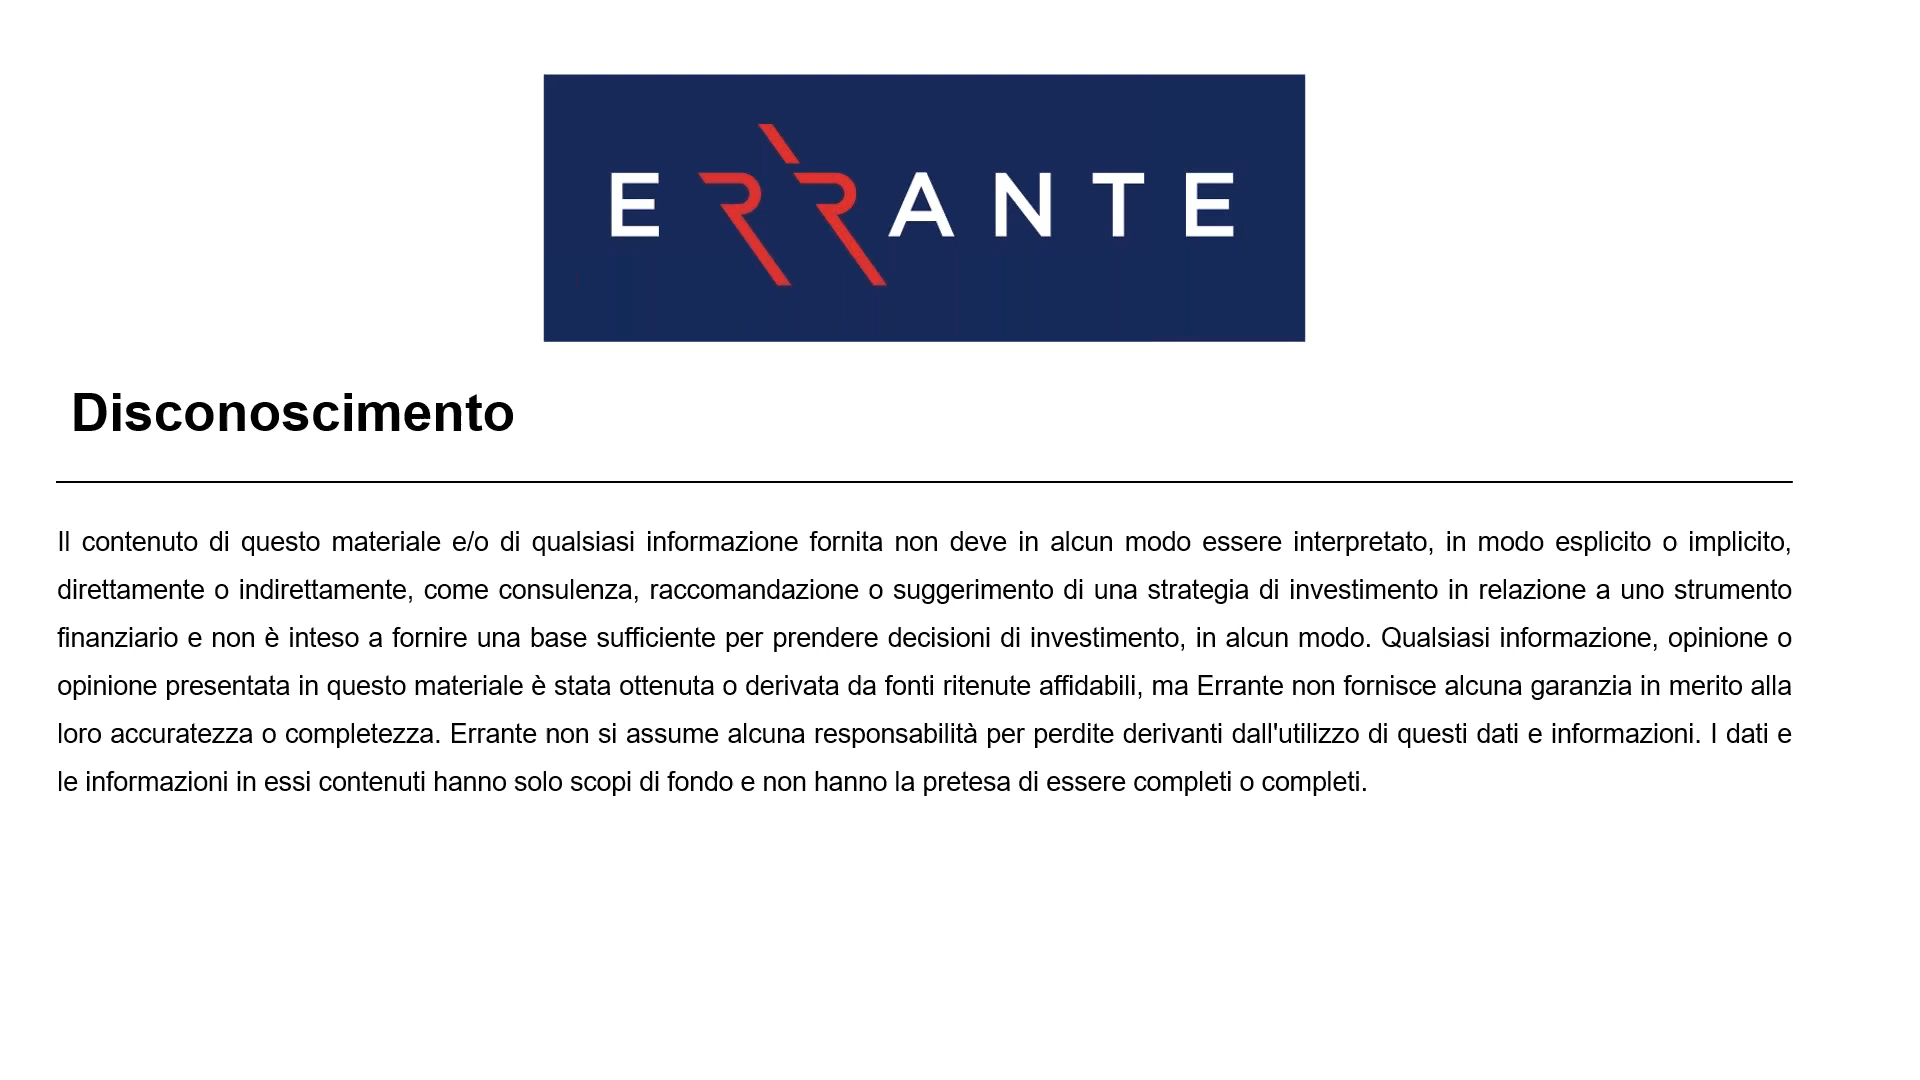 ERRANTE
Disconoscimento
Il contenuto di questo materiale e/o di qualsiasi informazione fornita non deve in alcun modo essere interpretato, in modo esplicito o implicito,
direttamente o indirettamente, come consulenza, raccomandazione o suggerimento di una strategia di investimento in relazione a uno strumento
finanziario e non è inteso a fornire una base sufficiente per prendere decisioni di investimento, in alcun modo. Qualsiasi informazione, opinione o
opinione presentata in questo materiale è stata ottenuta o derivata da fonti ritenute affidabili, ma Errante non fornisce alcuna garanzia in merito alla
loro accuratezza o completezza. Errante non si assume alcuna responsabilità per perdite derivanti dall'utilizzo di questi dati e informazioni. I dati e
le informazioni in essi contenuti hanno solo scopi di fondo e non hanno la pretesa di essere completi o completi.